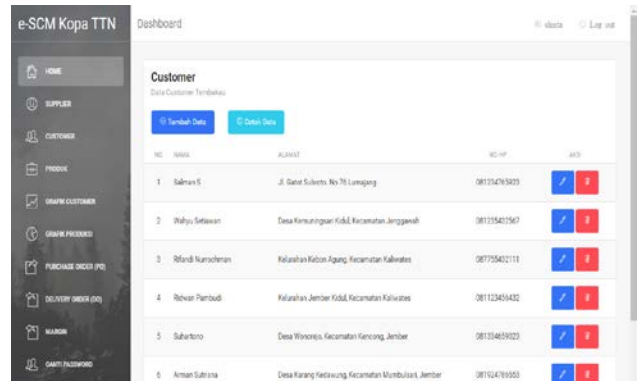 e-SCM Kopa TTN
Dashboard
Log out
HOME
SUPPLIER
CUSTOMER
PRODUK
GRAFIK CUSTOMER
GRAFIK PRODUKSI
PURCHASE ORDER (PO)
DELIVERY ORDER (DO)
MARGIN
GANTI PASSWORD
Customer
Data Customer Tembakau
Tambah Data
Cetak Data
NO NAMA ALAMAT NO HP AKSI
1 Salman S Jl. Gatot Subroto. No 76 Lumajang 081234765923
2 Wahyu Setiawan Desa Kemuningsari Kidul, Kecamatan Jenggawah 081235432567
3 Rifandi Nurrochman Kelurahan Kebon Agung, Kecamatan Kaliwates 087755432111
4 Ridwan Pambudi Kelurahan Jember Kidul, Kecamatan Kaliwates 081123456432
5 Suhartono Desa Wonorejo, Kecamatan Kencong, Jember 081334659023
6 Arman Sutrisna Desa Karang Kedawung, Kecamatan Mumbulsari, Jember